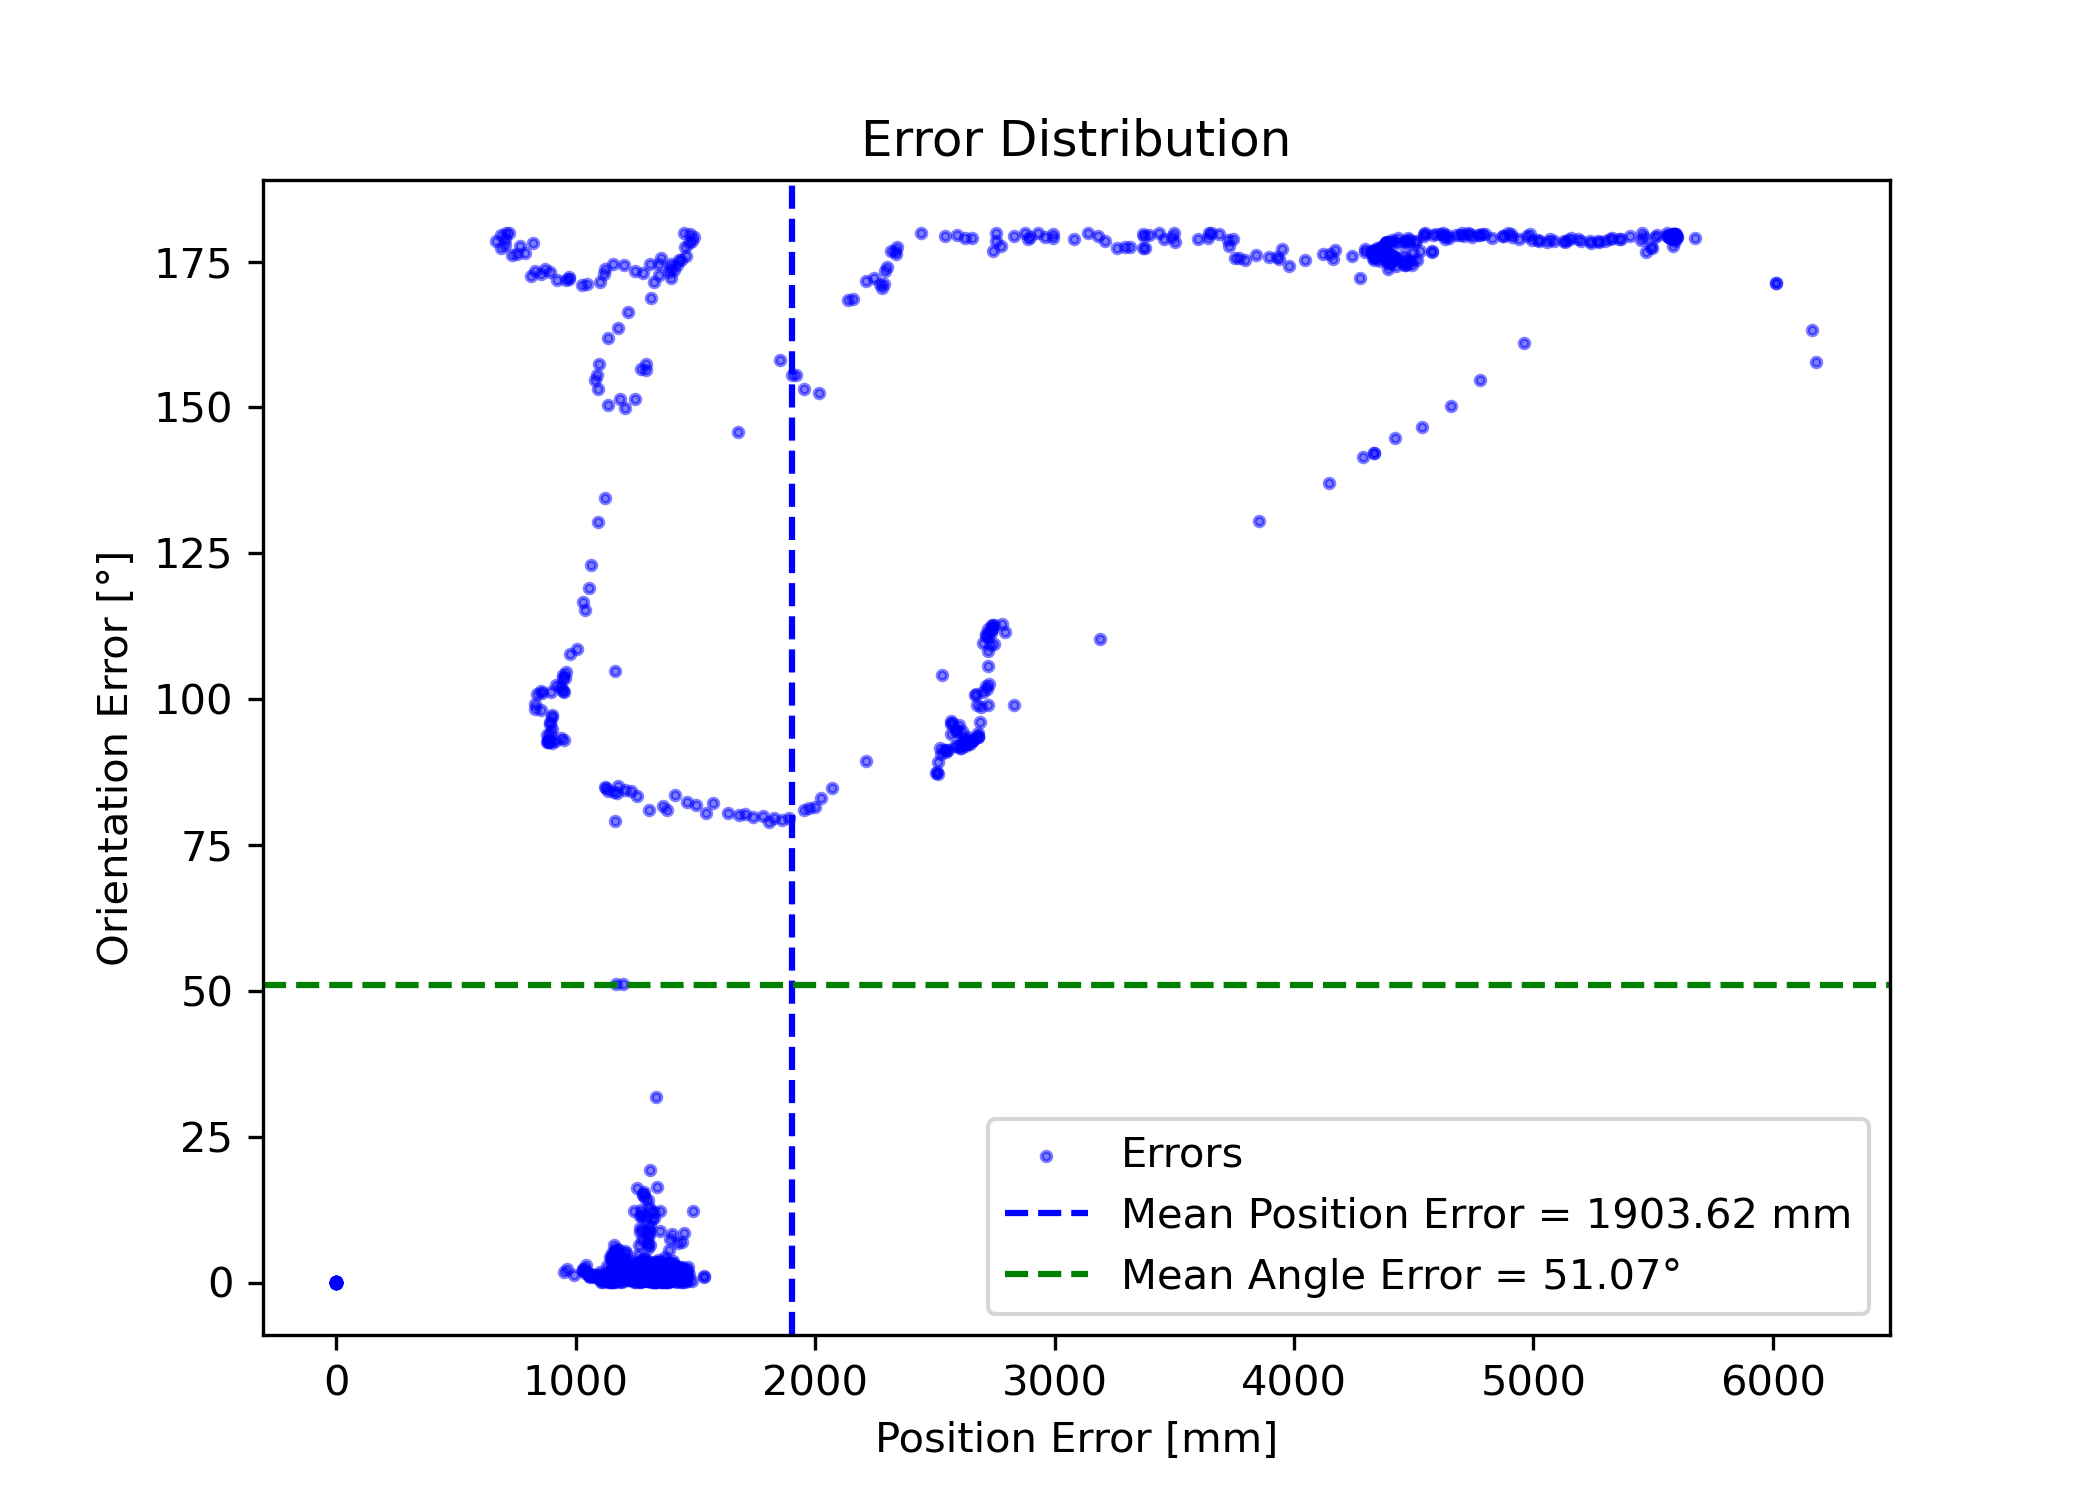 Error Distribution
175
150
125
100
75
50
25
0
Orientation Error [°]
0 1000 2000 3000 4000 5000 6000
Position Error [mm]
Errors
Mean Position Error = 1903.62 mm
Mean Angle Error = 51.07°